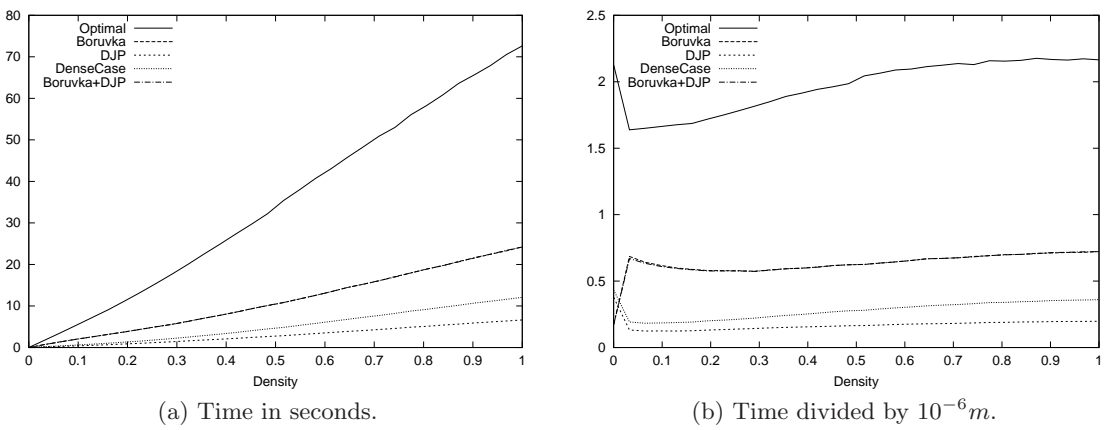 80
70
60
50
40
30
20
10
0
Optimal
Boruvka
DJP
DenseCase
Boruvka+DJP
0 0.1 0.2 0.3 0.4 0.5 0.6 0.7 0.8 0.9 1
Density
(a) Time in seconds.
2.5
2
1.5
1
0.5
0
Optimal
Boruvka
DJP
DenseCase
Boruvka+DJP
0 0.1 0.2 0.3 0.4 0.5 0.6 0.7 0.8 0.9 1
Density
(b) Time divided by 10⁻⁶m.